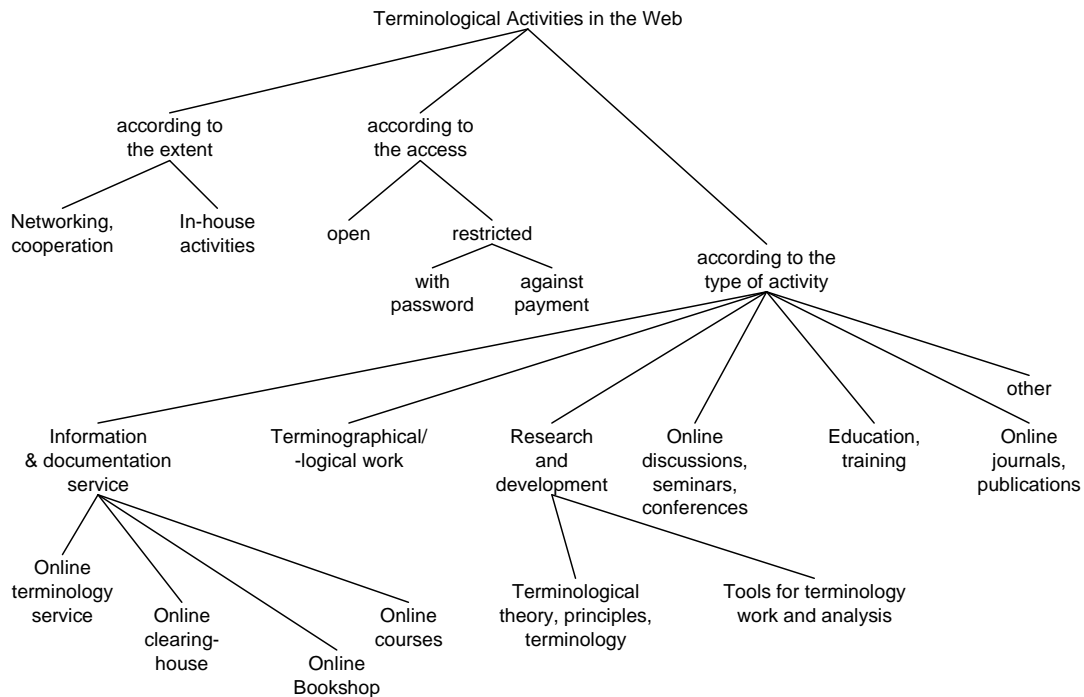 Terminological Activities in the Web
according to
the extent
according to
the access
Networking,
cooperation
In-house
activities
open
restricted
with
password
against
payment
according to the
type of activity
other
Information
& documentation
service
Terminographical/
-logical work
Research
and
development
Online
discussions,
seminars,
conferences
Education,
training
Online
journals,
publications
Online
terminology
service
Online
clearing-
house
Online
Bookshop
Online
courses
Terminological
theory, principles,
terminology
Tools for terminology
work and analysis